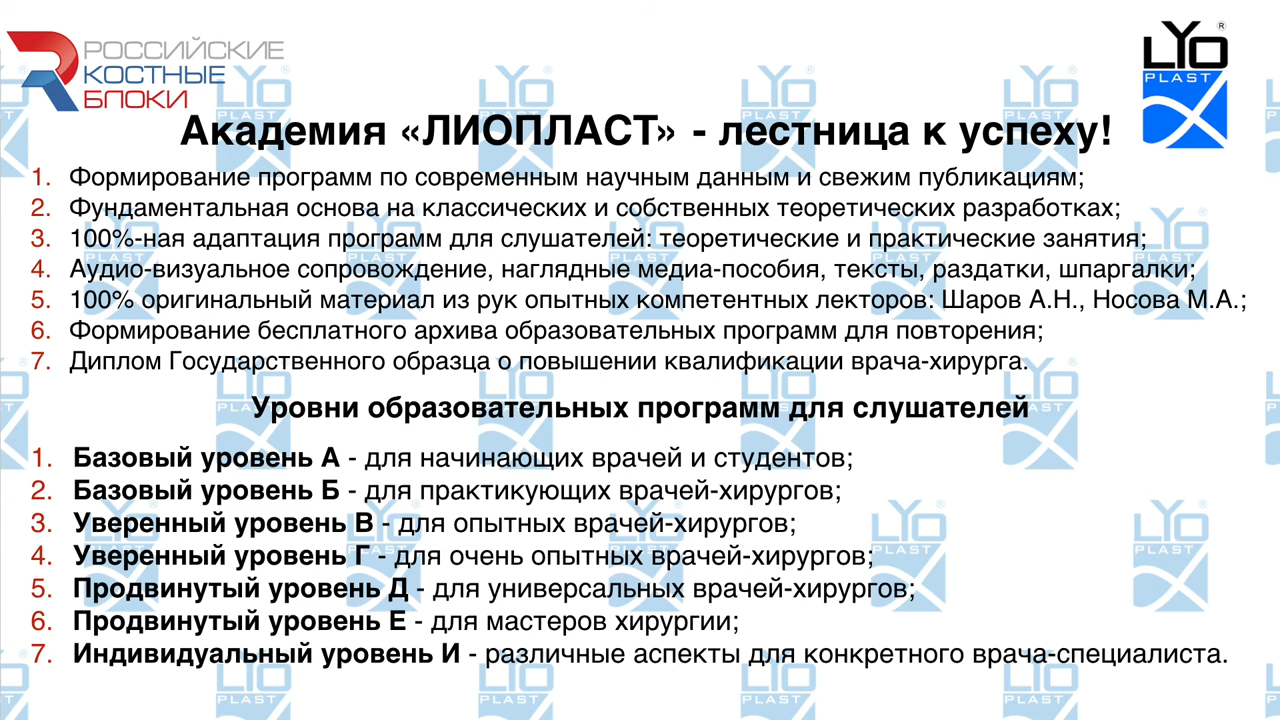 РОССИЙСКИЕ
КОСТНЫЕ
БЛОКИ
LYO ®
PLAST
Академия «ЛИОПЛАСТ» - лестница к успеху!
1. Формирование программ по современным научным данным и свежим публикациям;
2. Фундаментальная основа на классических и собственных теоретических разработках;
3. 100%-ная адаптация программ для слушателей: теоретические и практические занятия;
4. Аудио-визуальное сопровождение, наглядные медиа-пособия, тексты, раздатки, шпаргалки;
5. 100% оригинальный материал из рук опытных компетентных лекторов: Шаров А.Н., Носова М.А.;
6. Формирование бесплатного архива образовательных программ для повторения;
7. Диплом Государственного образца о повышении квалификации врача-хирурга.
Уровни образовательных программ для слушателей
1. Базовый уровень А - для начинающих врачей и студентов;
2. Базовый уровень Б - для практикующих врачей-хирургов;
3. Уверенный уровень В - для опытных врачей-хирургов;
4. Уверенный уровень Г - для очень опытных врачей-хирургов;
5. Продвинутый уровень Д - для универсальных врачей-хирургов;
6. Продвинутый уровень Е - для мастеров хирургии;
7. Индивидуальный уровень И - различные аспекты для конкретного врача-специалиста.